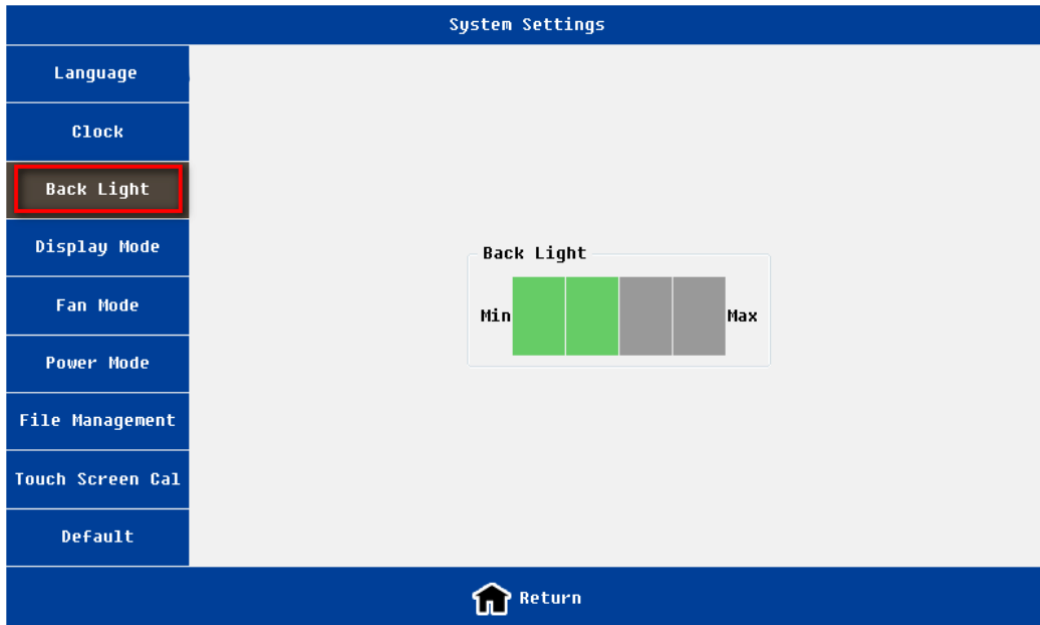 System Settings
Language
Clock
Back Light
Display Mode
Fan Mode
Power Mode
File Management
Touch Screen Cal
Default
Back Light
Min
Max
Return